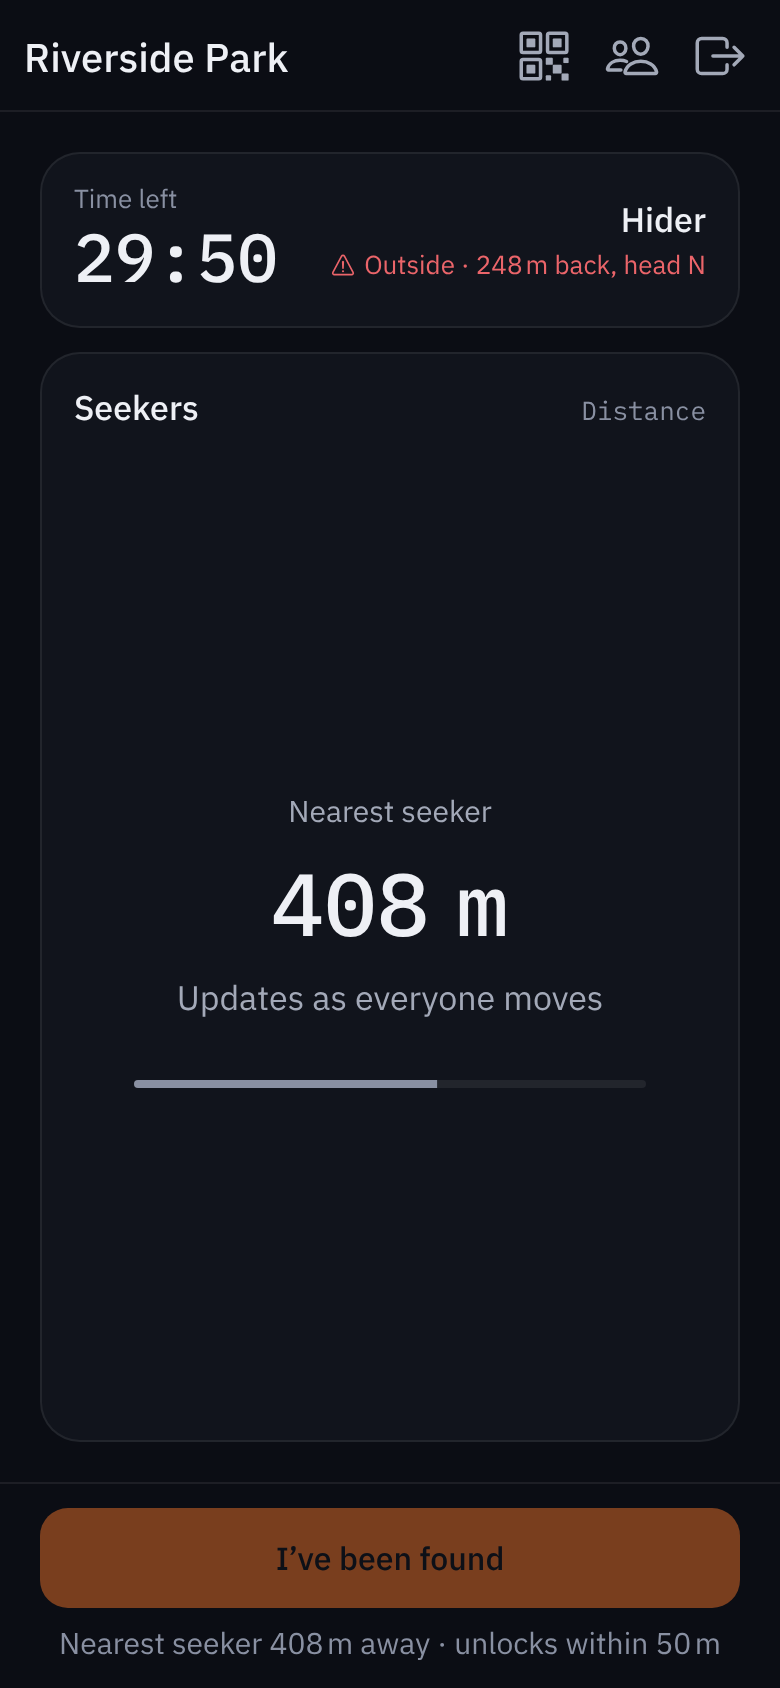 Riverside Park
Time left
29:50
Hider
Outside · 248 m back, head N
Seekers
Distance
Nearest seeker
408 m
Updates as everyone moves
I’ve been found
Nearest seeker 408 m away · unlocks within 50 m